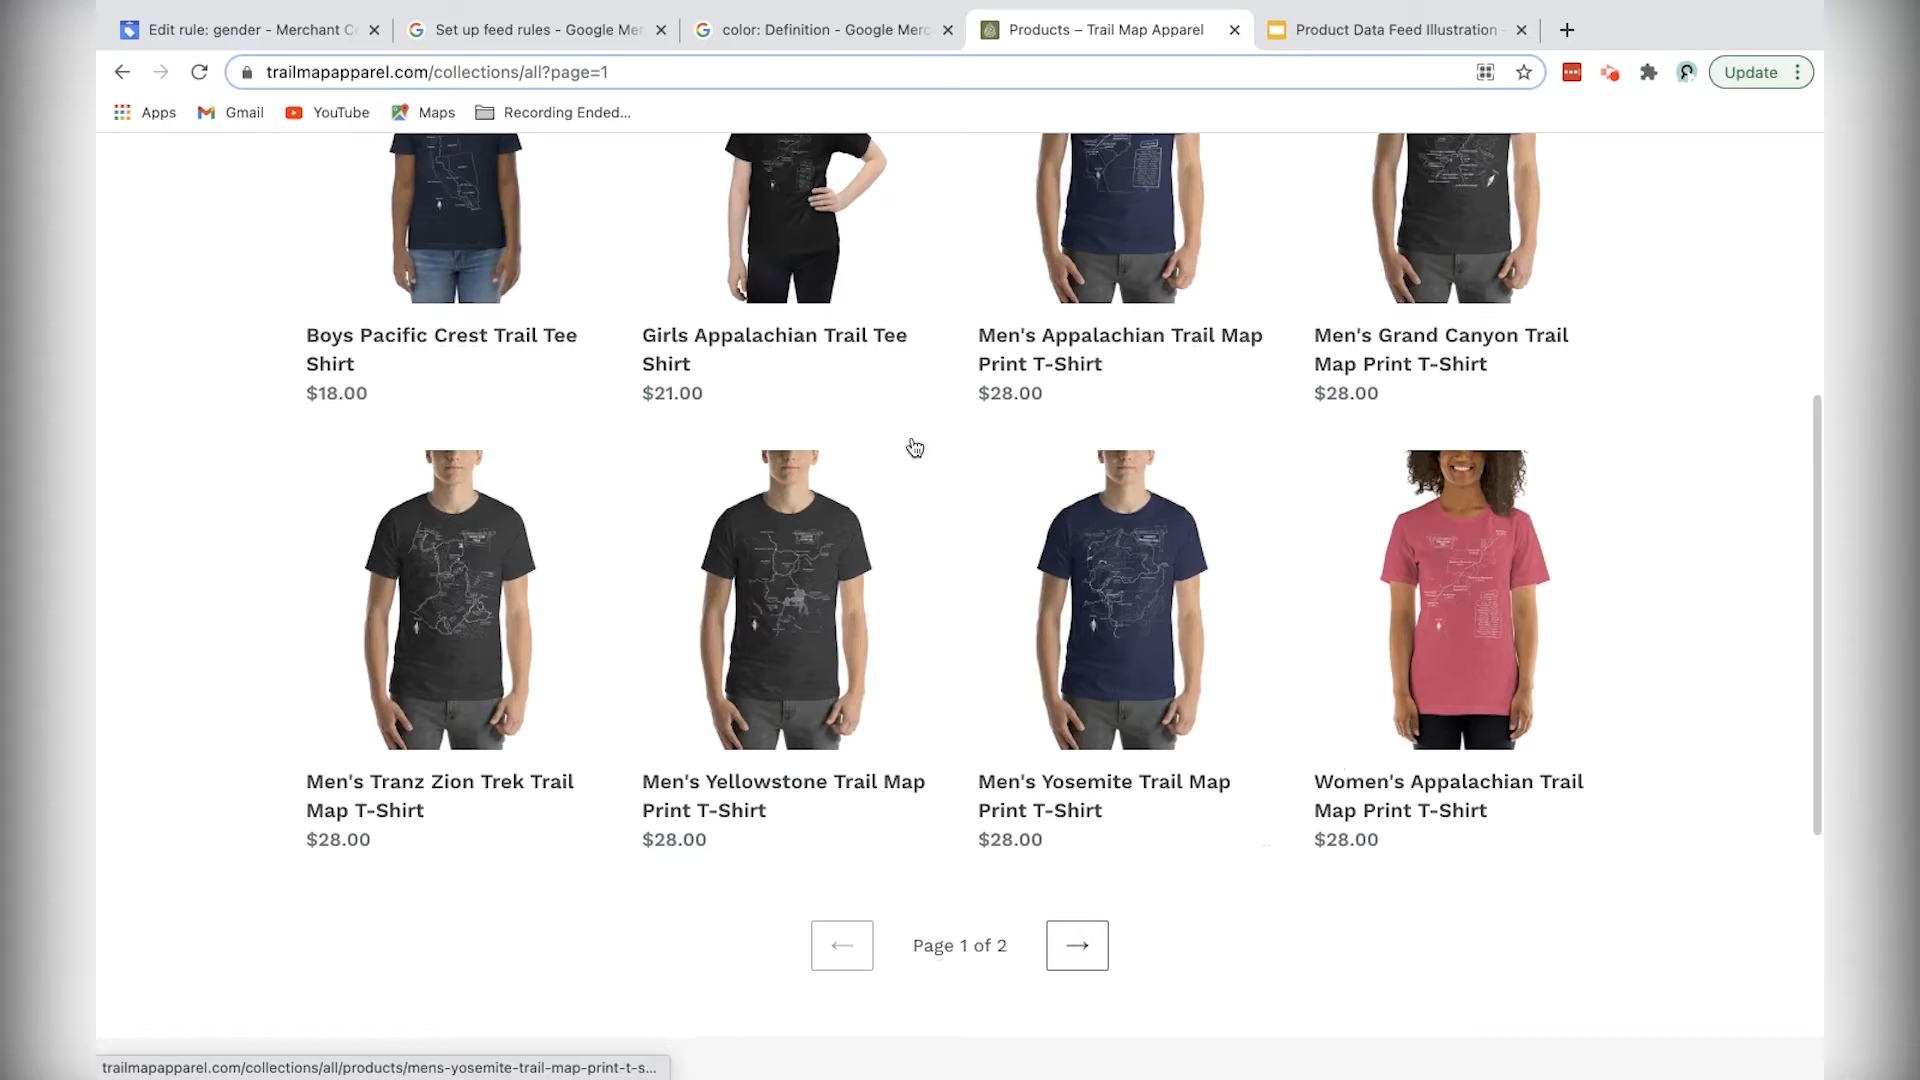 Edit rule: gender - Merchant C
Set up feed rules - Google Mer
color: Definition - Google Merc
Products – Trail Map Apparel
Product Data Feed Illustration -
trailmapapparel.com/collections/all?page=1
Update
Apps
Gmail
YouTube
Maps
Recording Ended...
Boys Pacific Crest Trail Tee
Shirt
$18.00
Girls Appalachian Trail Tee
Shirt
$21.00
Men's Appalachian Trail Map
Print T-Shirt
$28.00
Men's Grand Canyon Trail
Map Print T-Shirt
$28.00
Men's Tranz Zion Trek Trail
Map T-Shirt
$28.00
Men's Yellowstone Trail Map
Print T-Shirt
$28.00
Men's Yosemite Trail Map
Print T-Shirt
$28.00
Women's Appalachian Trail
Map Print T-Shirt
$28.00
Page 1 of 2
trailmapapparel.com/collections/all/products/mens-yosemite-trail-map-print-t-s...